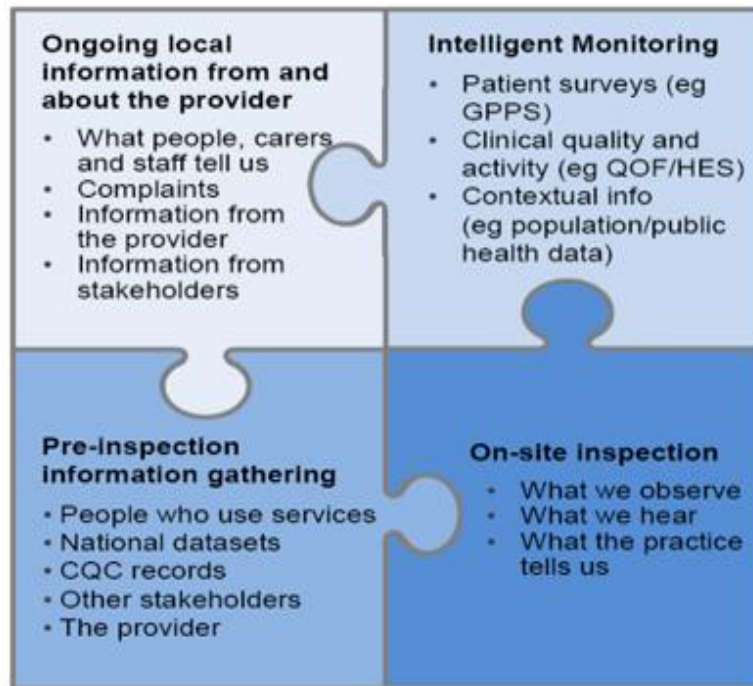 Ongoing local
information from and
about the provider
• What people, carers
and staff tell us
• Complaints
• Information from
the provider
• Information from
stakeholders
Intelligent Monitoring
• Patient surveys (eg
GPPS)
• Clinical quality and
activity (eg QOF/HES)
• Contextual info
(eg population/public
health data)
Pre-inspection
information gathering
• People who use services
• National datasets
• CQC records
• Other stakeholders
• The provider
On-site inspection
• What we observe
• What we hear
• What the practice
tells us